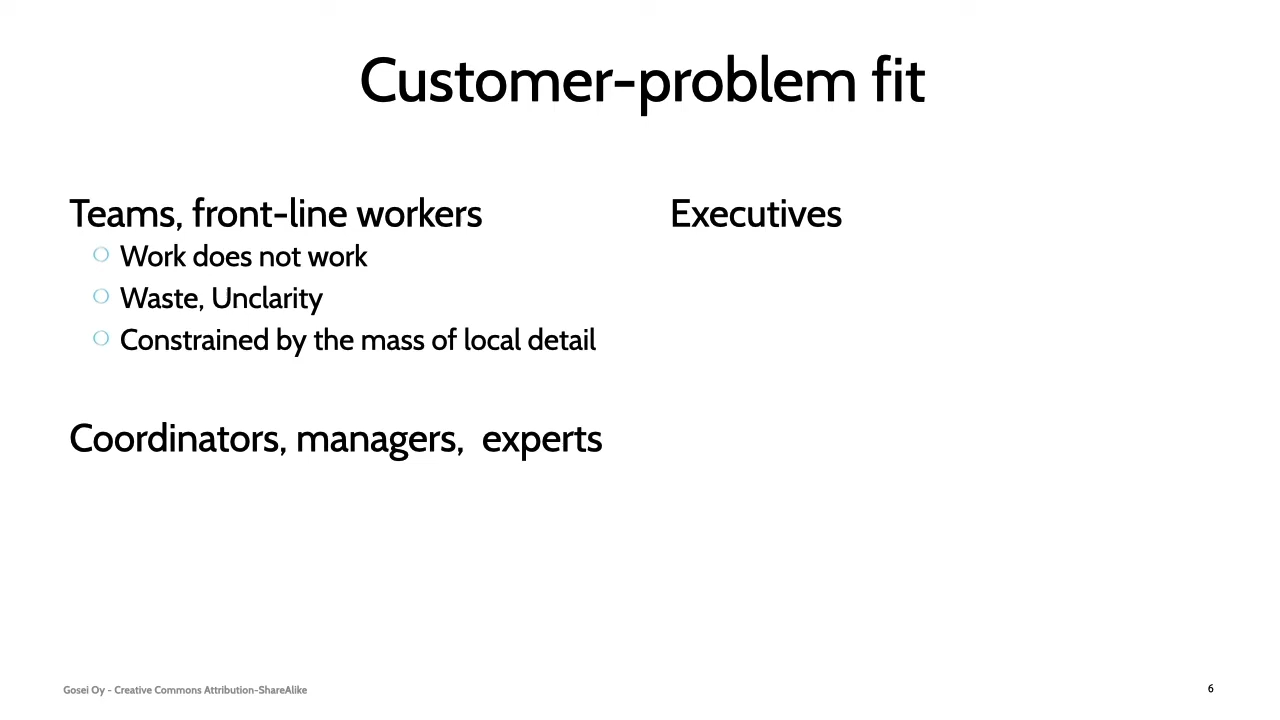 Customer-problem fit
Teams, front-line workers
Work does not work
Waste, Unclarity
Constrained by the mass of local detail
Coordinators, managers,  experts
Executives
Gosei Oy - Creative Commons Attribution-ShareAlike
6